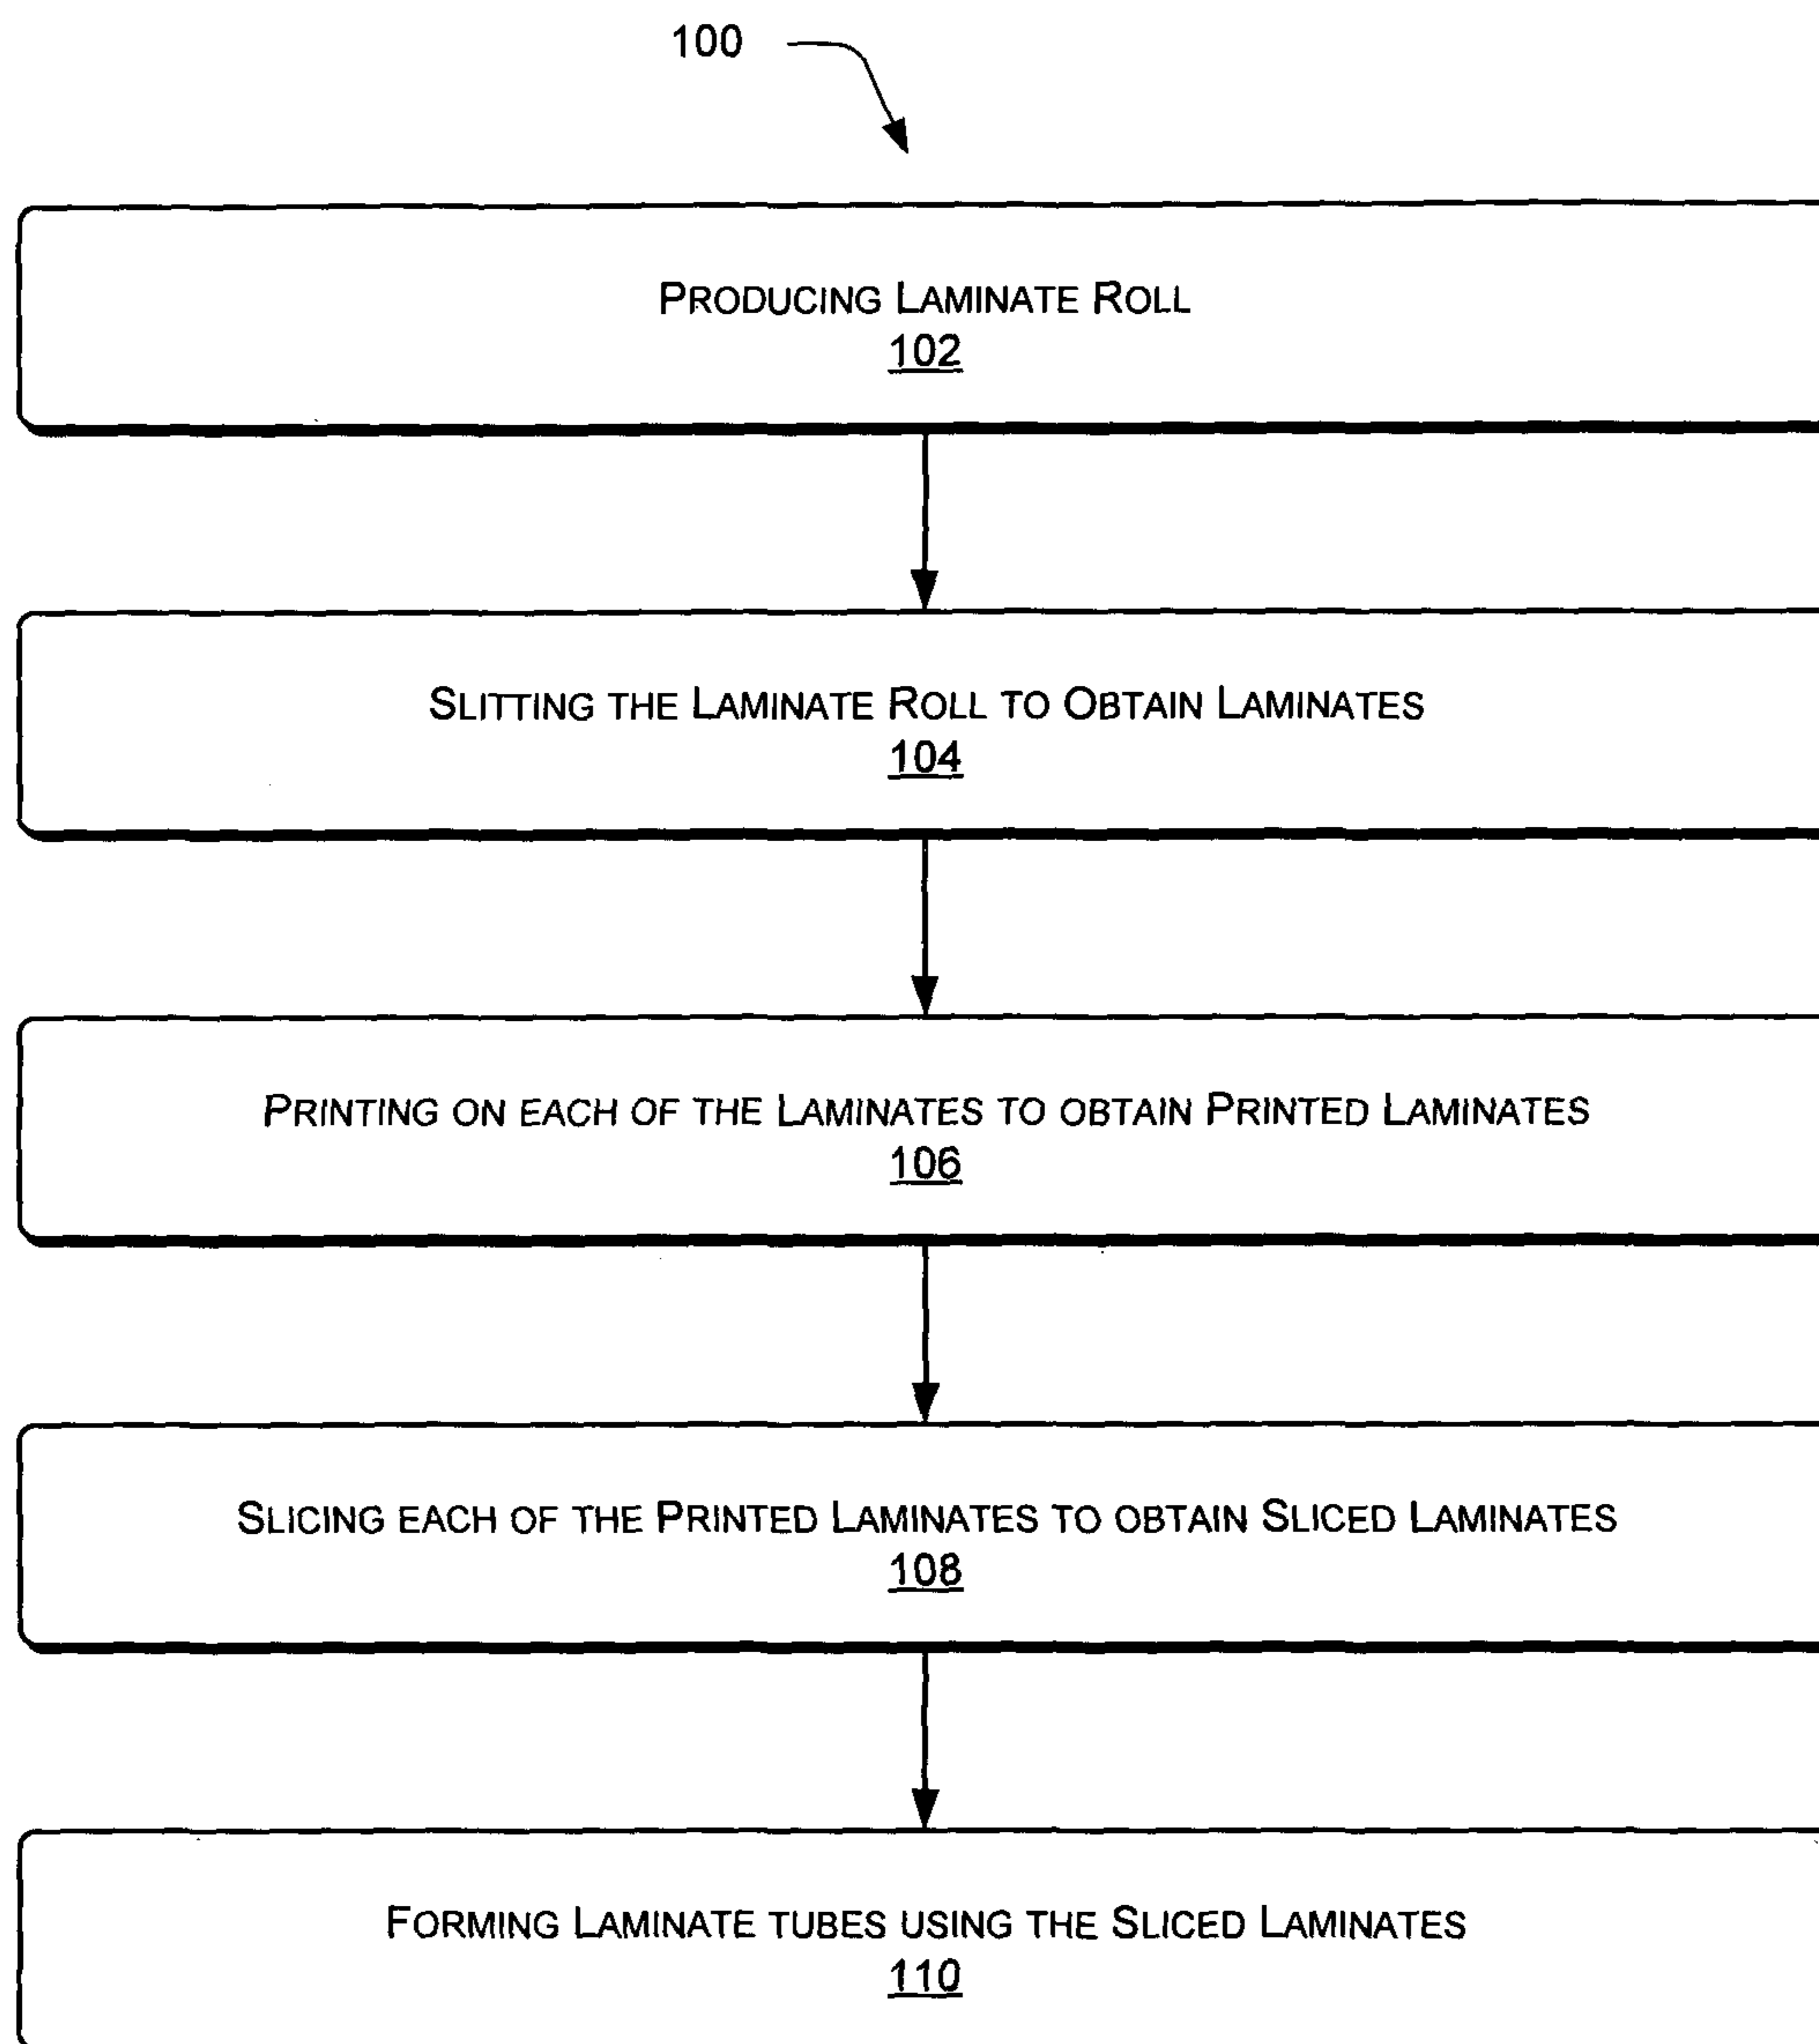 100
PRODUCING LAMINATE ROLL
102
SLITTING THE LAMINATE ROLL TO OBTAIN LAMINATES
104
PRINTING ON EACH OF THE LAMINATES TO OBTAIN PRINTED LAMINATES
106
SLICING EACH OF THE PRINTED LAMINATES TO OBTAIN SLICED LAMINATES
108
FORMING LAMINATE TUBES USING THE SLICED LAMINATES
110